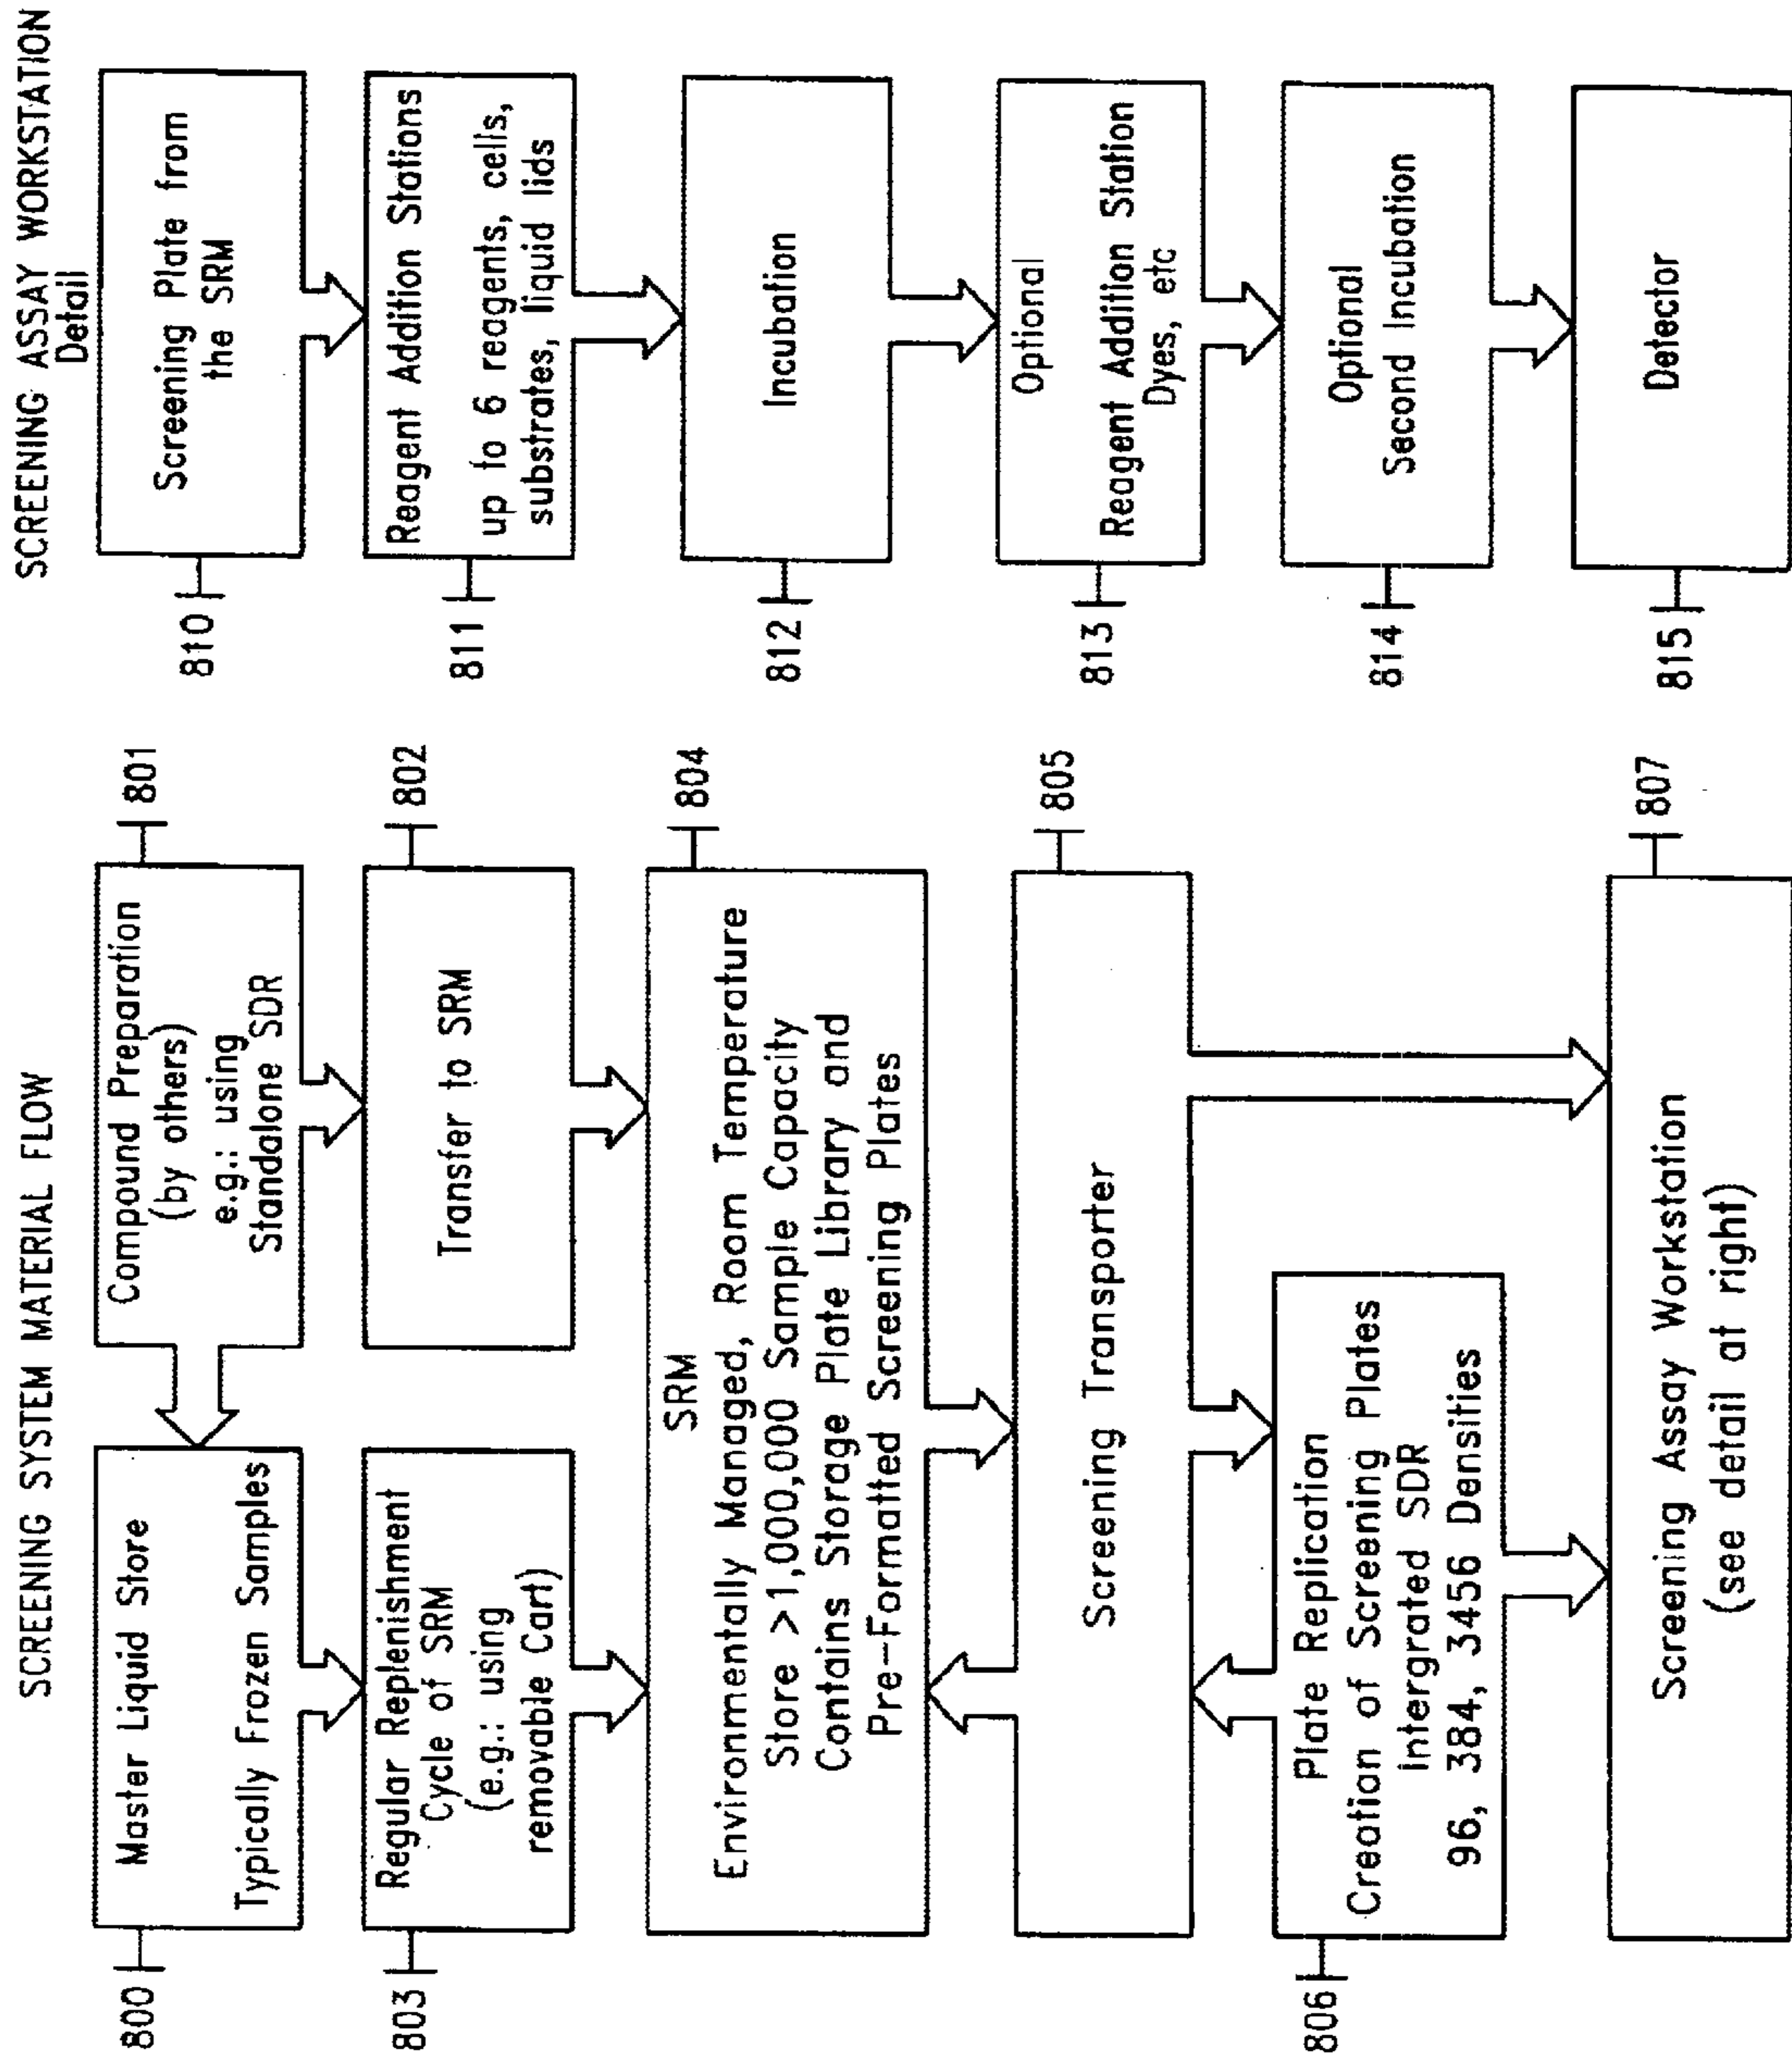 SCREENING SYSTEM MATERIAL FLOW
800
Master Liquid Store
Typically Frozen Samples
801
Compound Preparation
(by others)
e.g.: using
Standalone SDR
803
Regular Replenishment
Cycle of SRM
(e.g.: using
removable Cart)
802
Transfer to SRM
804
SRM
Environmentally Managed, Room Temperature
Store >1,000,000 Sample Capacity
Contains Storage Plate Library and
Pre-Formatted Screening Plates
805
Screening Transporter
806
Plate Replication
Creation of Screening Plates
Intergrated SDR
96, 384, 3456 Densities
807
Screening Assay Workstation
(see detail at right)
SCREENING ASSAY WORKSTATION
Detail
810
Screening Plate from
the SRM
811
Reagent Addition Stations
up to 6 reagents, cells,
substrates, liquid lids
812
Incubation
813
Optional
Reagent Addition Station
Dyes, etc
814
Optional
Second Incubation
815
Detector